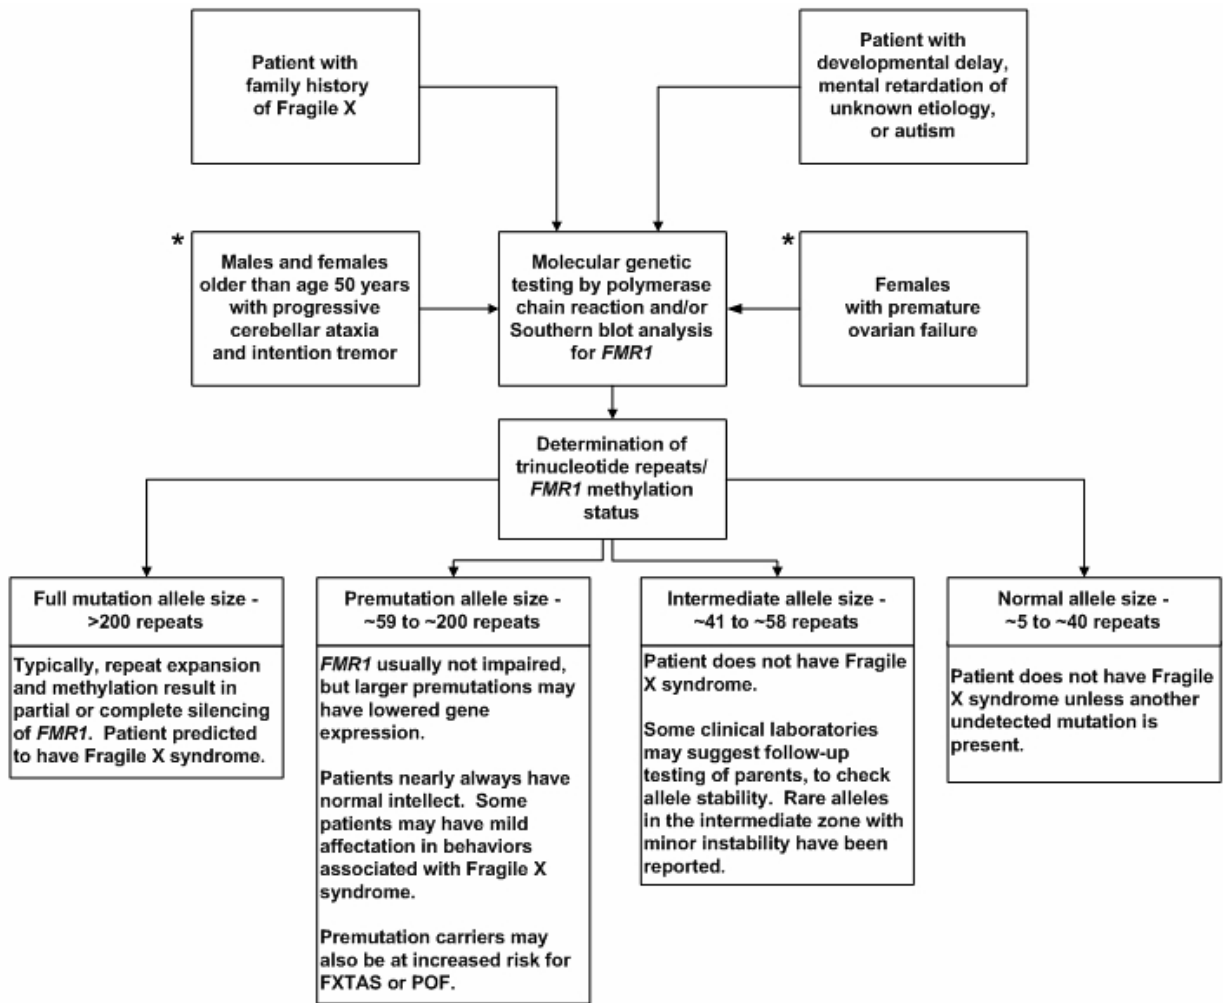 Patient with
family history
of Fragile X
Patient with
developmental delay,
mental retardation of
unknown etiology,
or autism
*
Males and females
older than age 50 years
with progressive
cerebellar ataxia
and intention tremor
Molecular genetic
testing by polymerase
chain reaction and/or
Southern blot analysis
for FMR1
*
Females
with premature
ovarian failure
Determination of
trinucleotide repeats/
FMR1 methylation
status
Full mutation allele size -
>200 repeats
Typically, repeat expansion
and methylation result in
partial or complete silencing
of FMR1.  Patient predicted
to have Fragile X syndrome.
Premutation allele size -
~59 to ~200 repeats
FMR1 usually not impaired,
but larger premutations may
have lowered gene
expression.
Patients nearly always have
normal intellect.  Some
patients may have mild
affectation in behaviors
associated with Fragile X
syndrome.
Premutation carriers may
also be at increased risk for
FXTAS or POF.
Intermediate allele size -
~41 to ~58 repeats
Patient does not have Fragile
X syndrome.
Some clinical laboratories
may suggest follow-up
testing of parents, to check
allele stability.  Rare alleles
in the intermediate zone with
minor instability have been
reported.
Normal allele size -
~5 to ~40 repeats
Patient does not have Fragile
X syndrome unless another
undetected mutation is
present.